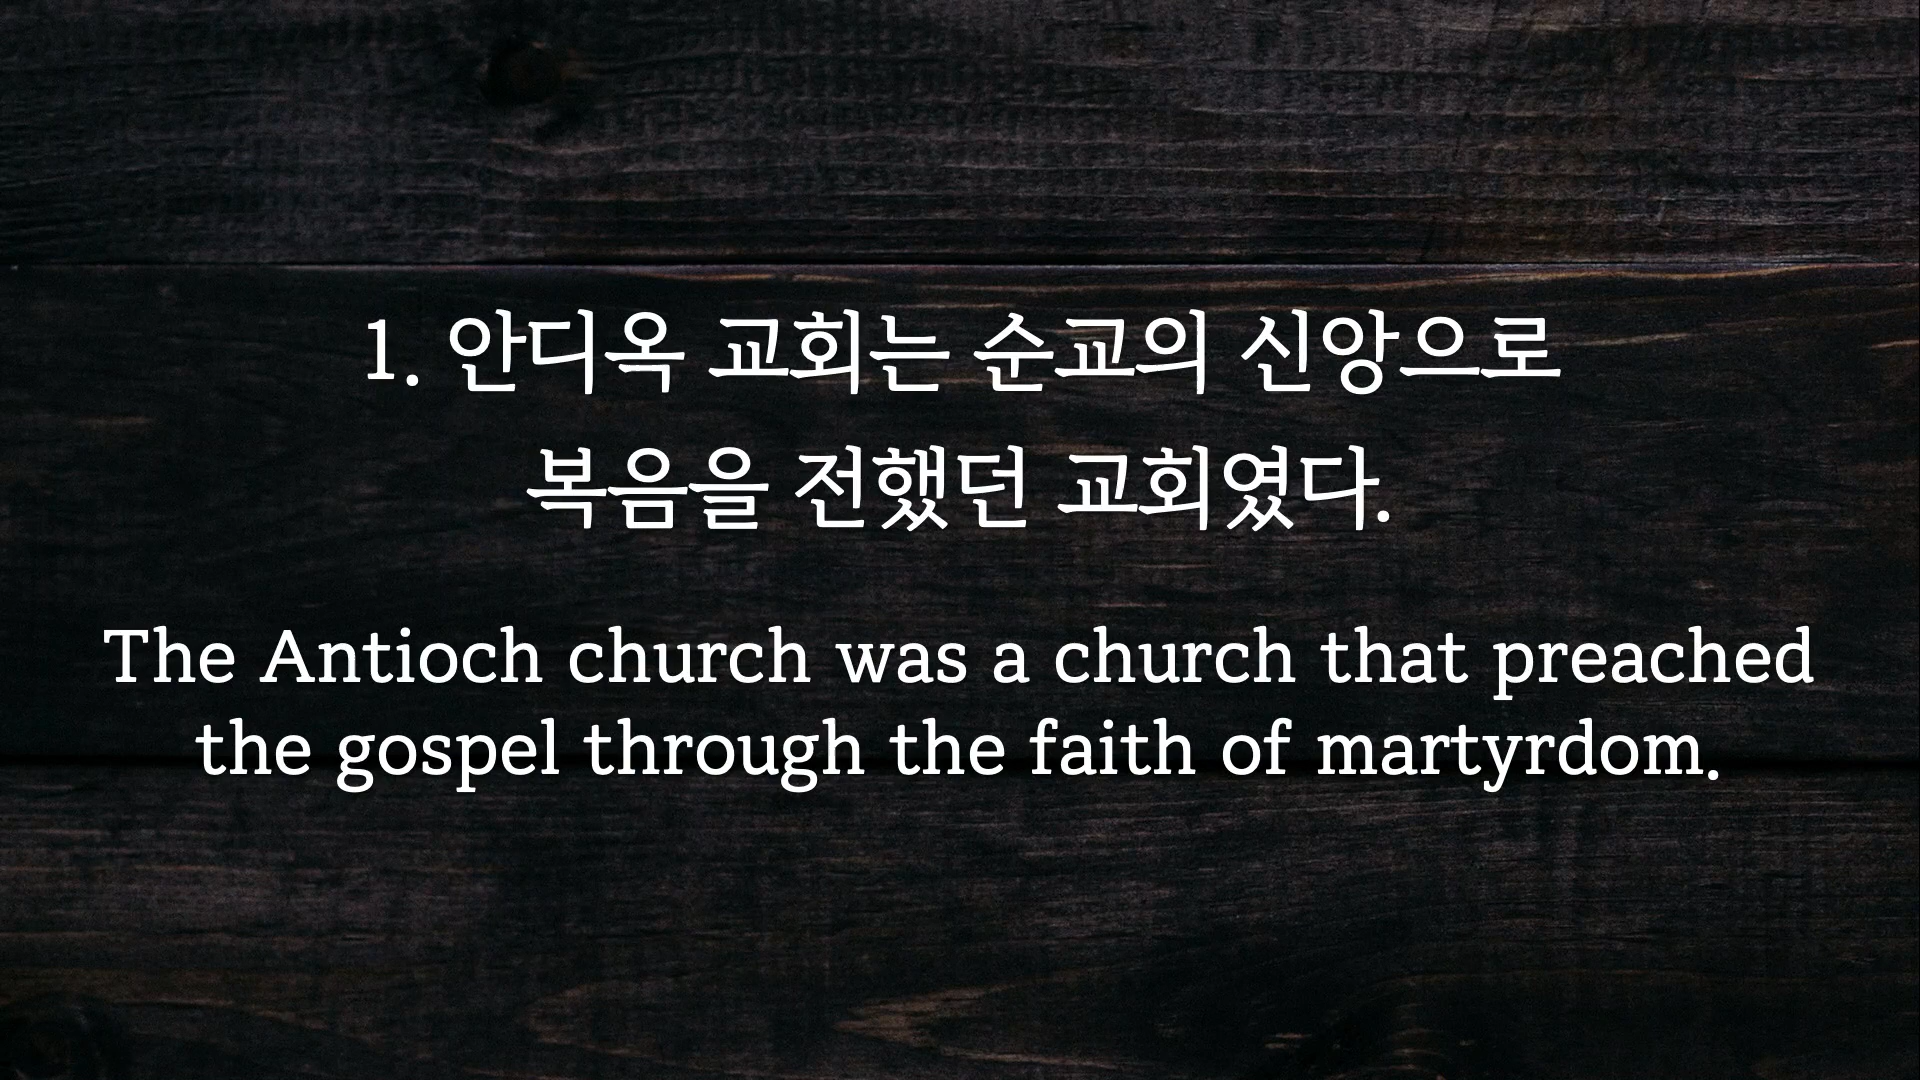 1. 안디옥 교회는 순교의 신앙으로
복음을 전했던 교회였다.
The Antioch church was a church that preached
the gospel through the faith of martyrdom.